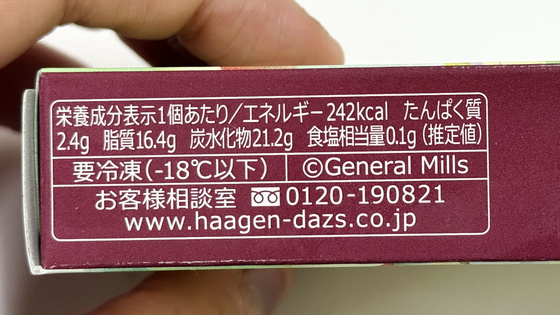 栄養成分表示1個あたり/エネルギー242kcal たんぱく質
2.4g 脂質16.4g 炭水化物21.2g 食塩相当量0.1g(推定値)
要冷凍(-18℃以下) ©General Mills
お客様相談室 0120-190821
www.haagen-dazs.co.jp